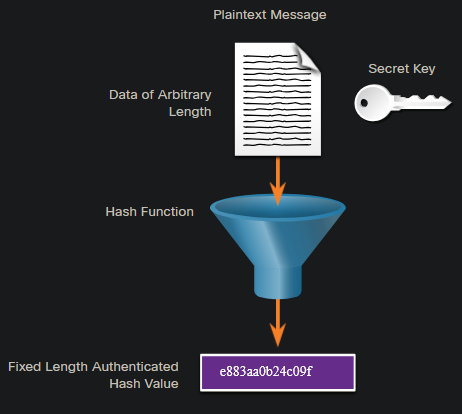 Plaintext Message
Secret Key
Data of Arbitrary
Length
Hash Function
Fixed Length Authenticated
Hash Value
e883aa0b24c09f